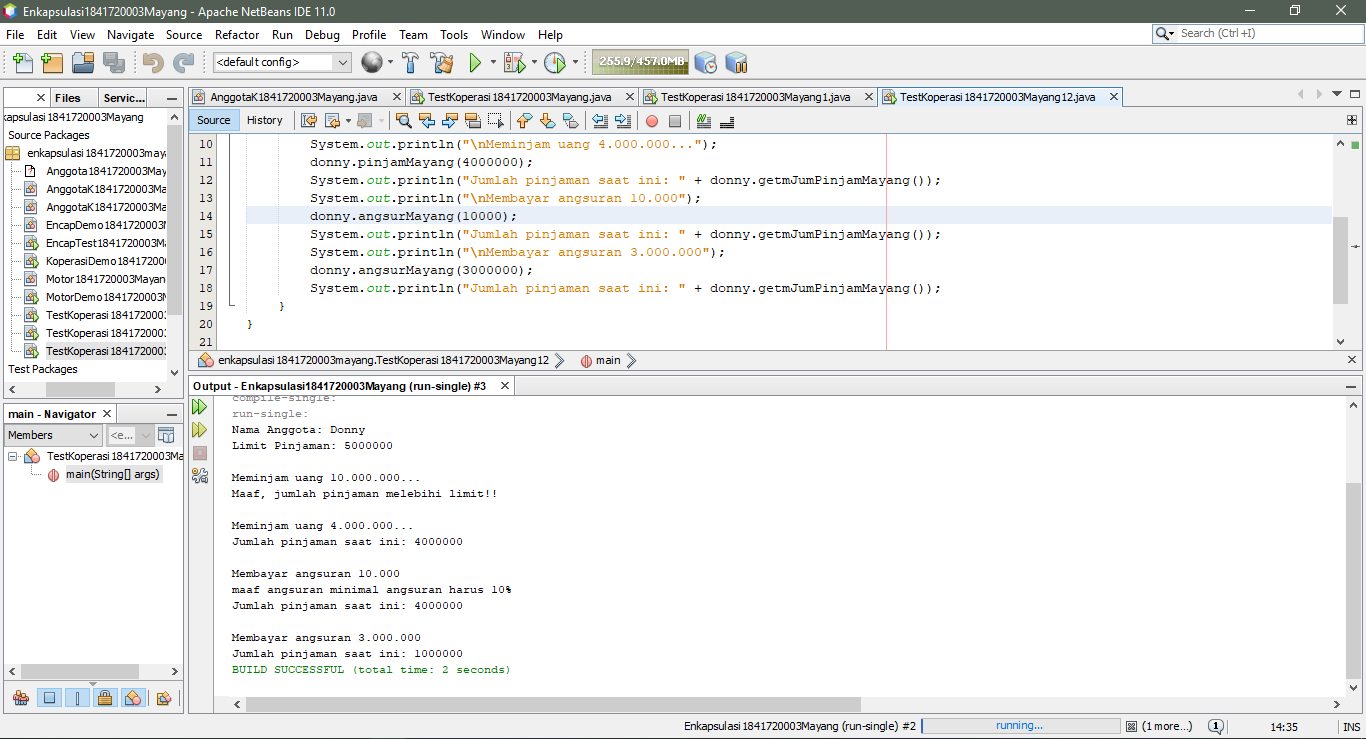 Enkapsulasi1841720003Mayang - Apache NetBeans IDE 11.0
File Edit View Navigate Source Refactor Run Debug Profile Team Tools Window Help
Search (Ctrl+I)
<default config>
255.9/457.0MB
Files Servic...
AnggotaK1841720003Mayang.java TestKoperasi1841720003Mayang.java TestKoperasi1841720003Mayang1.java TestKoperasi1841720003Mayang12.java
Source History
kapsulasi1841720003Mayang
Source Packages
enkapsulasi1841720003may
Anggota1841720003May
AnggotaK1841720003Ma
AnggotaK1841720003Ma
EncapDemo1841720003
EncapTest1841720003M
KoperasiDemo18417200
Motor1841720003Mayan
MotorDemo1841720003M
TestKoperasi184172000
TestKoperasi184172000
TestKoperasi184172000
Test Packages
10 System.out.println("\nMeminjam uang 4.000.000...");
11 donny.pinjamMayang(4000000);
12 System.out.println("Jumlah pinjaman saat ini: " + donny.getmJumPinjamMayang());
13 System.out.println("\nMembayar angsuran 10.000");
14 donny.angsurMayang(10000);
15 System.out.println("Jumlah pinjaman saat ini: " + donny.getmJumPinjamMayang());
16 System.out.println("\nMembayar angsuran 3.000.000");
17 donny.angsurMayang(3000000);
18 System.out.println("Jumlah pinjaman saat ini: " + donny.getmJumPinjamMayang());
19 }
20 }
21
enkapsulasi1841720003mayang.TestKoperasi1841720003Mayang12 main
main - Navigator
Members <e...
TestKoperasi1841720003Ma
main(String[] args)
Output - Enkapsulasi1841720003Mayang (run-single) #3
compile-single:
run-single:
Nama Anggota: Donny
Limit Pinjaman: 5000000
Meminjam uang 10.000.000...
Maaf, jumlah pinjaman melebihi limit!!
Meminjam uang 4.000.000...
Jumlah pinjaman saat ini: 4000000
Membayar angsuran 10.000
maaf angsuran minimal angsuran harus 10%
Jumlah pinjaman saat ini: 4000000
Membayar angsuran 3.000.000
Jumlah pinjaman saat ini: 1000000
BUILD SUCCESSFUL (total time: 2 seconds)
Enkapsulasi1841720003Mayang (run-single) #2 running... (1 more...) 14:35 INS